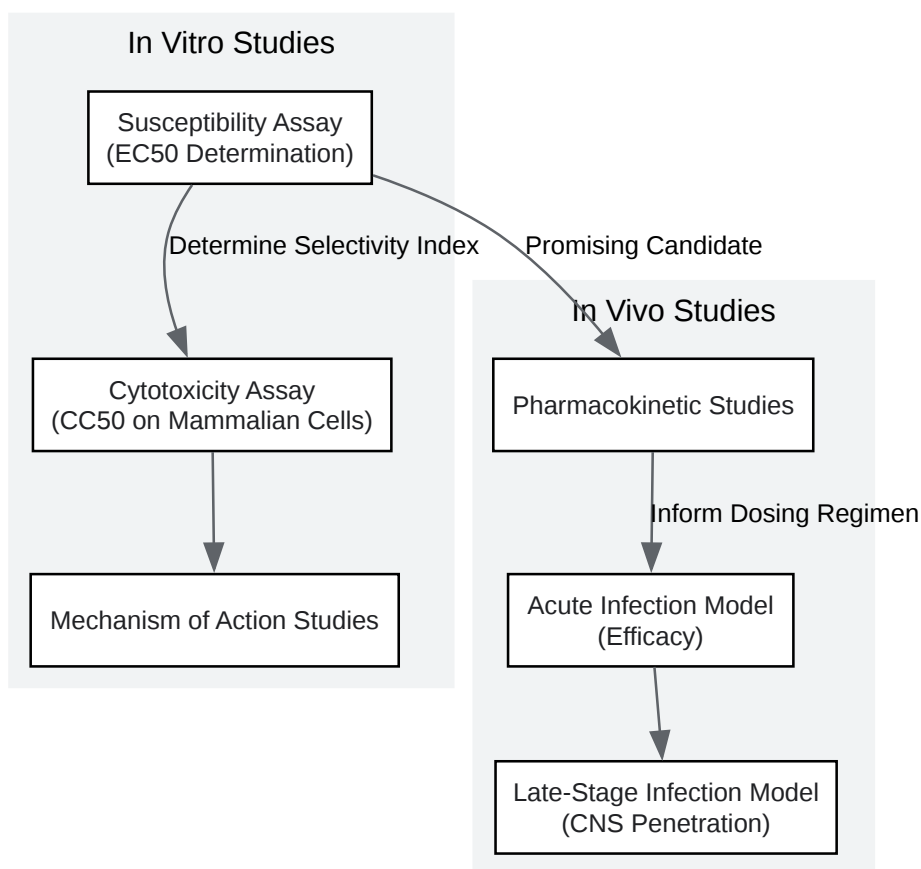 In Vitro Studies
Susceptibility Assay
(EC50 Determination)
Determine Selectivity Index
Promising Candidate
In Vivo Studies
Cytotoxicity Assay
(CC50 on Mammalian Cells)
Pharmacokinetic Studies
Inform Dosing Regimen
Mechanism of Action Studies
Acute Infection Model
(Efficacy)
Late-Stage Infection Model
(CNS Penetration)